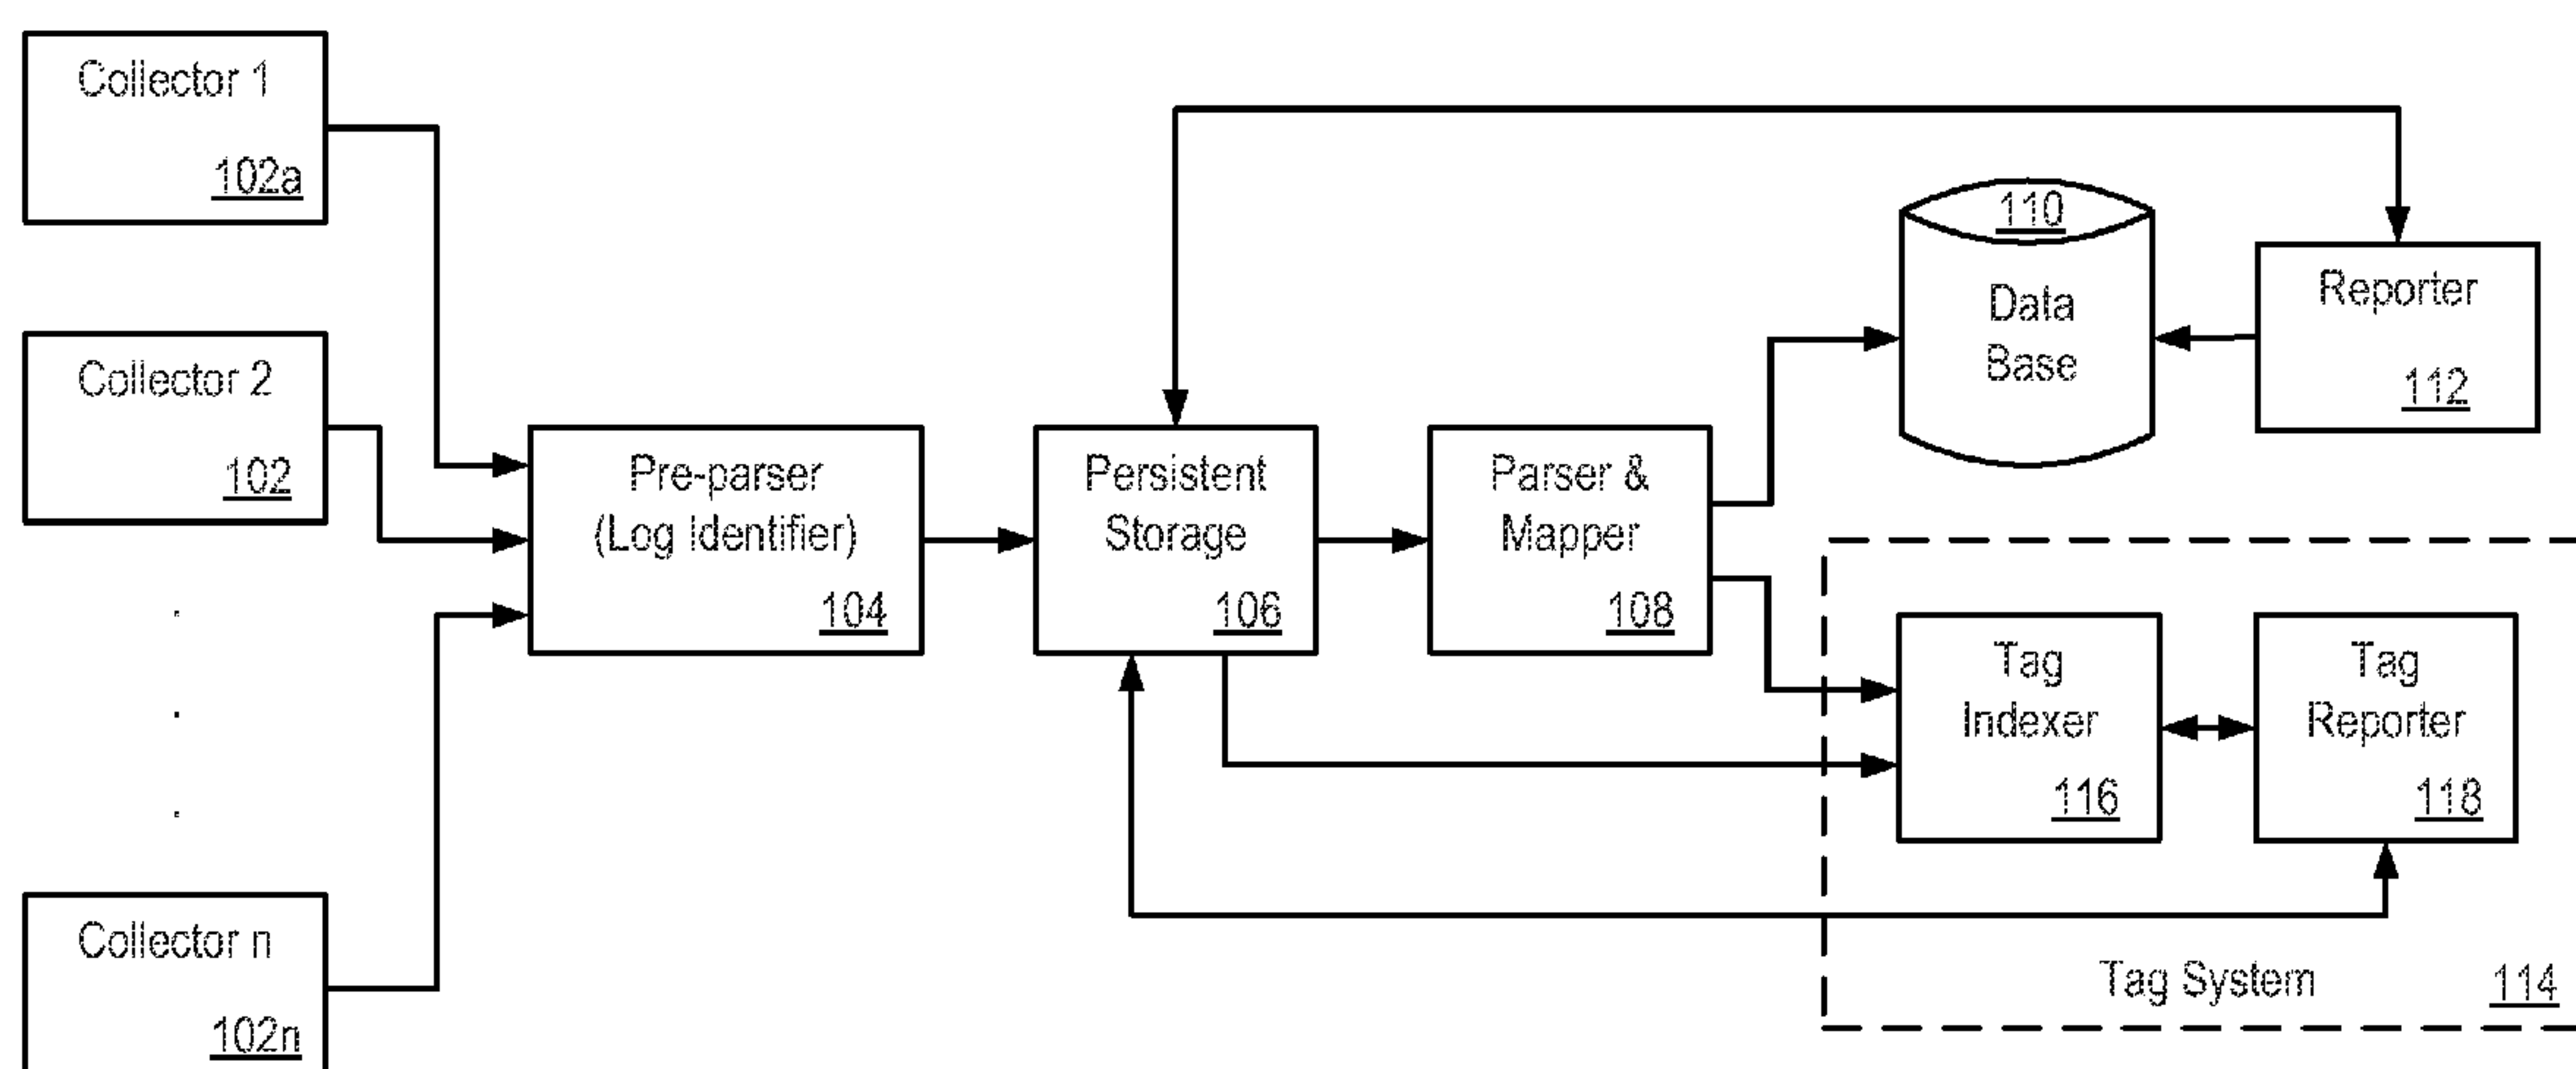 Collector 1
102a
Collector 2
102
Collector n
102n
Pre-parser
(Log Identifier)
104
Persistent
Storage
106
Parser &
Mapper
108
110
Data
Base
Reporter
112
Tag
Indexer
116
Tag
Reporter
118
Tag System
114